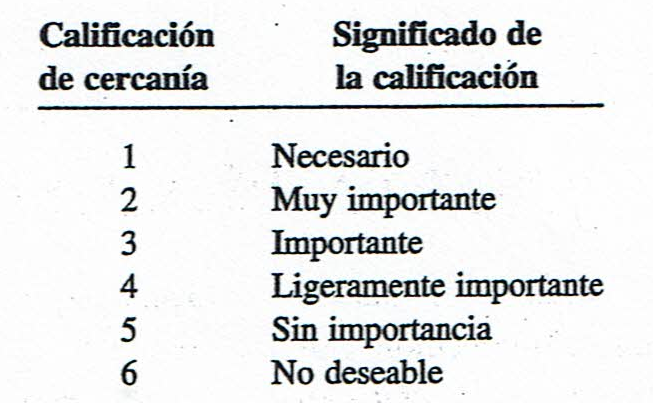 Calificación Significado de
de cercanía la calificación
1 Necesario
2 Muy importante
3 Importante
4 Ligeramente importante
5 Sin importancia
6 No deseable